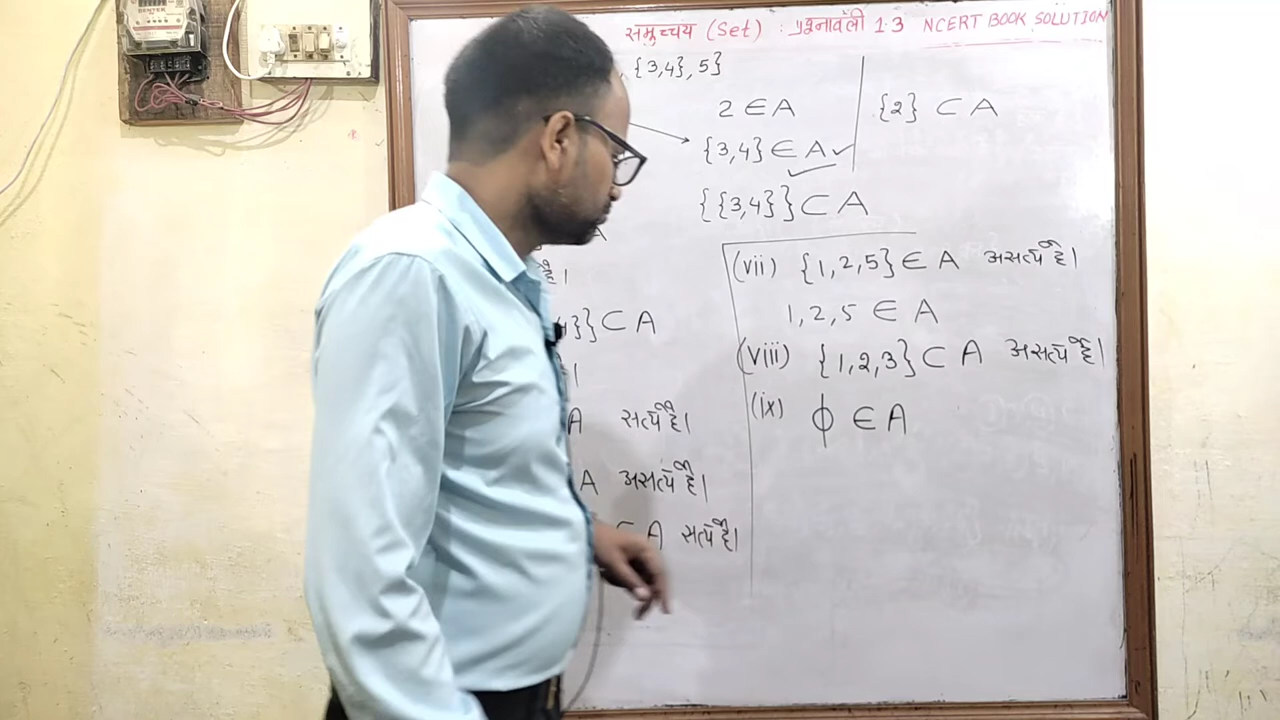 समुच्चय (Set) : प्रश्नावली 1·3 NCERT BOOK SOLUTION
, {3,4}, 5}
2 ∈ A
{2} ⊂ A
{3,4} ∈ A ✓
{{3,4}} ⊂ A
A
है।
}} ⊂ A
A सत्य है।
A असत्य है।
⊂ A सत्य है।
(vii) {1,2,5} ∈ A असत्य है।
1,2,5 ∈ A
(viii) {1,2,3} ⊂ A असत्य है।
(ix) ϕ ∈ A